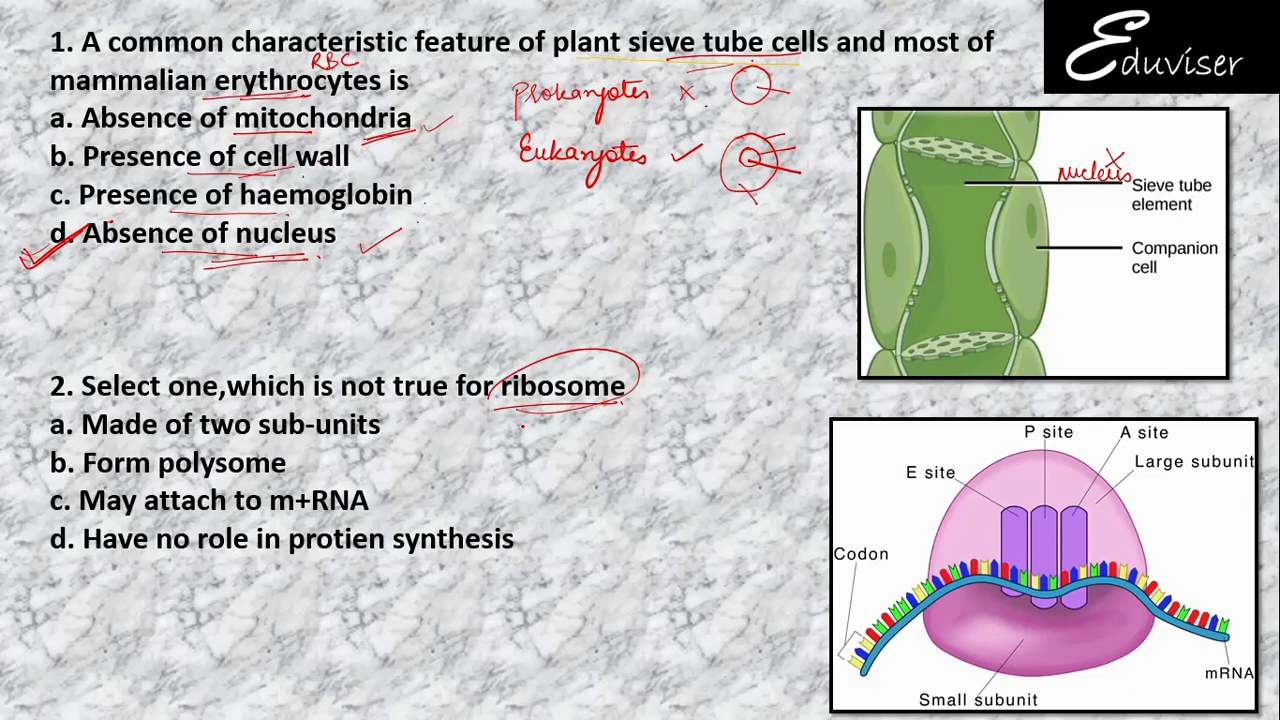 Eduviser
1. A common characteristic feature of plant sieve tube cells and most of
RBC
mammalian erythrocytes is
a. Absence of mitochondria
b. Presence of cell wall
c. Presence of haemoglobin
d. Absence of nucleus
Prokaryotes x
Eukaryotes ✓
nucleus
Sieve tube
element
Companion
cell
2. Select one,which is not true for ribosome
a. Made of two sub-units
b. Form polysome
c. May attach to m+RNA
d. Have no role in protien synthesis
P site
A site
Large subunit
E site
Codon
mRNA
Small subunit